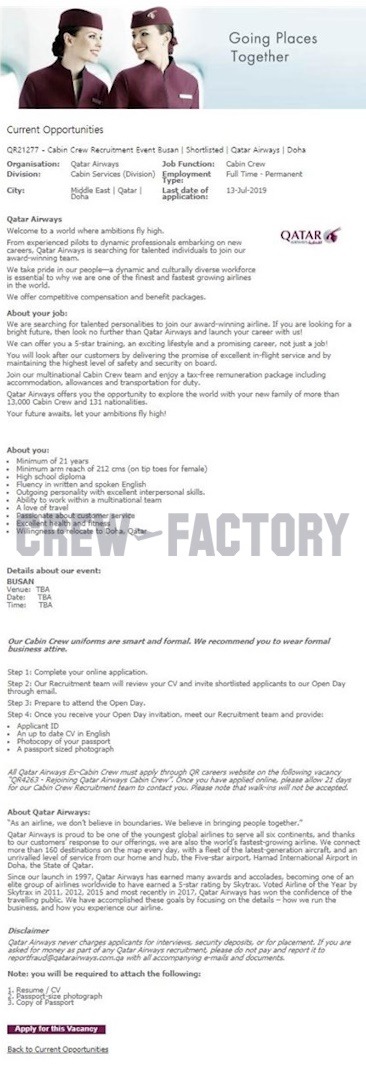 Going Places
Together
Current Opportunities
QR21277 - Cabin Crew Recruitment Event Busan | Shortlisted | Qatar Airways | Doha
Organisation: Qatar Airways Job Function: Cabin Crew
Division: Cabin Services (Division) Employment Type: Full Time - Permanent
City: Middle East | Qatar | Doha Last date of application: 13-Jul-2019
Qatar Airways
QATAR
AIRWAYS القطرية
Welcome to a world where ambitions fly high.
From experienced pilots to dynamic professionals embarking on new
careers, Qatar Airways is searching for talented individuals to join our
award-winning team.
We take pride in our people—a dynamic and culturally diverse workforce
is essential to why we are one of the finest and fastest growing airlines
in the world.
We offer competitive compensation and benefit packages.
About your job:
We are searching for talented personalities to join our award-winning airline. If you are looking for a
bright future, then look no further than Qatar Airways and launch your career with us!
We can offer you a 5-star training, an exciting lifestyle and a promising career, not just a job!
You will look after our customers by delivering the promise of excellent in-flight service and by
maintaining the highest level of safety and security on board.
Join our multinational Cabin Crew team and enjoy a tax-free remuneration package including
accommodation, allowances and transportation for duty.
Qatar Airways offers you the opportunity to explore the world with your new family of more than
13,000 Cabin Crew and 131 nationalities.
Your future awaits, let your ambitions fly high!
About you:
• Minimum of 21 years
• Minimum arm reach of 212 cms (on tip toes for female)
• High school diploma
• Fluency in written and spoken English
• Outgoing personality with excellent interpersonal skills.
• Ability to work within a multinational team
• A love of travel
• Passionate about customer service
• Excellent health and fitness
• Willingness to relocate to Doha, Qatar
CREW FACTORY
Details about our event:
BUSAN
Venue: TBA
Date: TBA
Time: TBA
Our Cabin Crew uniforms are smart and formal. We recommend you to wear formal
business attire.
Step 1: Complete your online application.
Step 2: Our Recruitment team will review your CV and invite shortlisted applicants to our Open Day
through email.
Step 3: Prepare to attend the Open Day.
Step 4: Once you receive your Open Day invitation, meet our Recruitment team and provide:
• Applicant ID
• An up to date CV in English
• Photocopy of your passport
• A passport sized photograph
All Qatar Airways Ex-Cabin Crew must apply through QR careers website on the following vacancy
"QR4263 - Rejoining Qatar Airways Cabin Crew". Once you have applied online, please allow 21 days
for our Cabin Crew Recruitment team to contact you. Please note that walk-ins will not be accepted.
About Qatar Airways:
"As an airline, we don't believe in boundaries. We believe in bringing people together."
Qatar Airways is proud to be one of the youngest global airlines to serve all six continents, and thanks
to our customers' response to our offerings, we are also the world's fastest-growing airline. We connect
more than 160 destinations on the map every day, with a fleet of the latest-generation aircraft, and an
unrivalled level of service from our home and hub, the Five-star airport, Hamad International Airport in
Doha, the State of Qatar.
Since our launch in 1997, Qatar Airways has earned many awards and accolades, becoming one of an
elite group of airlines worldwide to have earned a 5-star rating by Skytrax. Voted Airline of the Year by
Skytrax in 2011, 2012, 2015 and most recently in 2017, Qatar Airways has won the confidence of the
travelling public. We have accomplished these goals by focusing on the details – how we run the
business, and how you experience our airline.
Disclaimer
Qatar Airways never charges applicants for interviews, security deposits, or for placement. If you are
asked for money as part of any Qatar Airways recruitment, please do not pay and report it to
reportfraud@qatarairways.com.qa with all accompanying e-mails and documents.
Note: you will be required to attach the following:
1. Resume / CV
2. Passport-size photograph
3. Copy of Passport
Apply for this Vacancy
Back to Current Opportunities